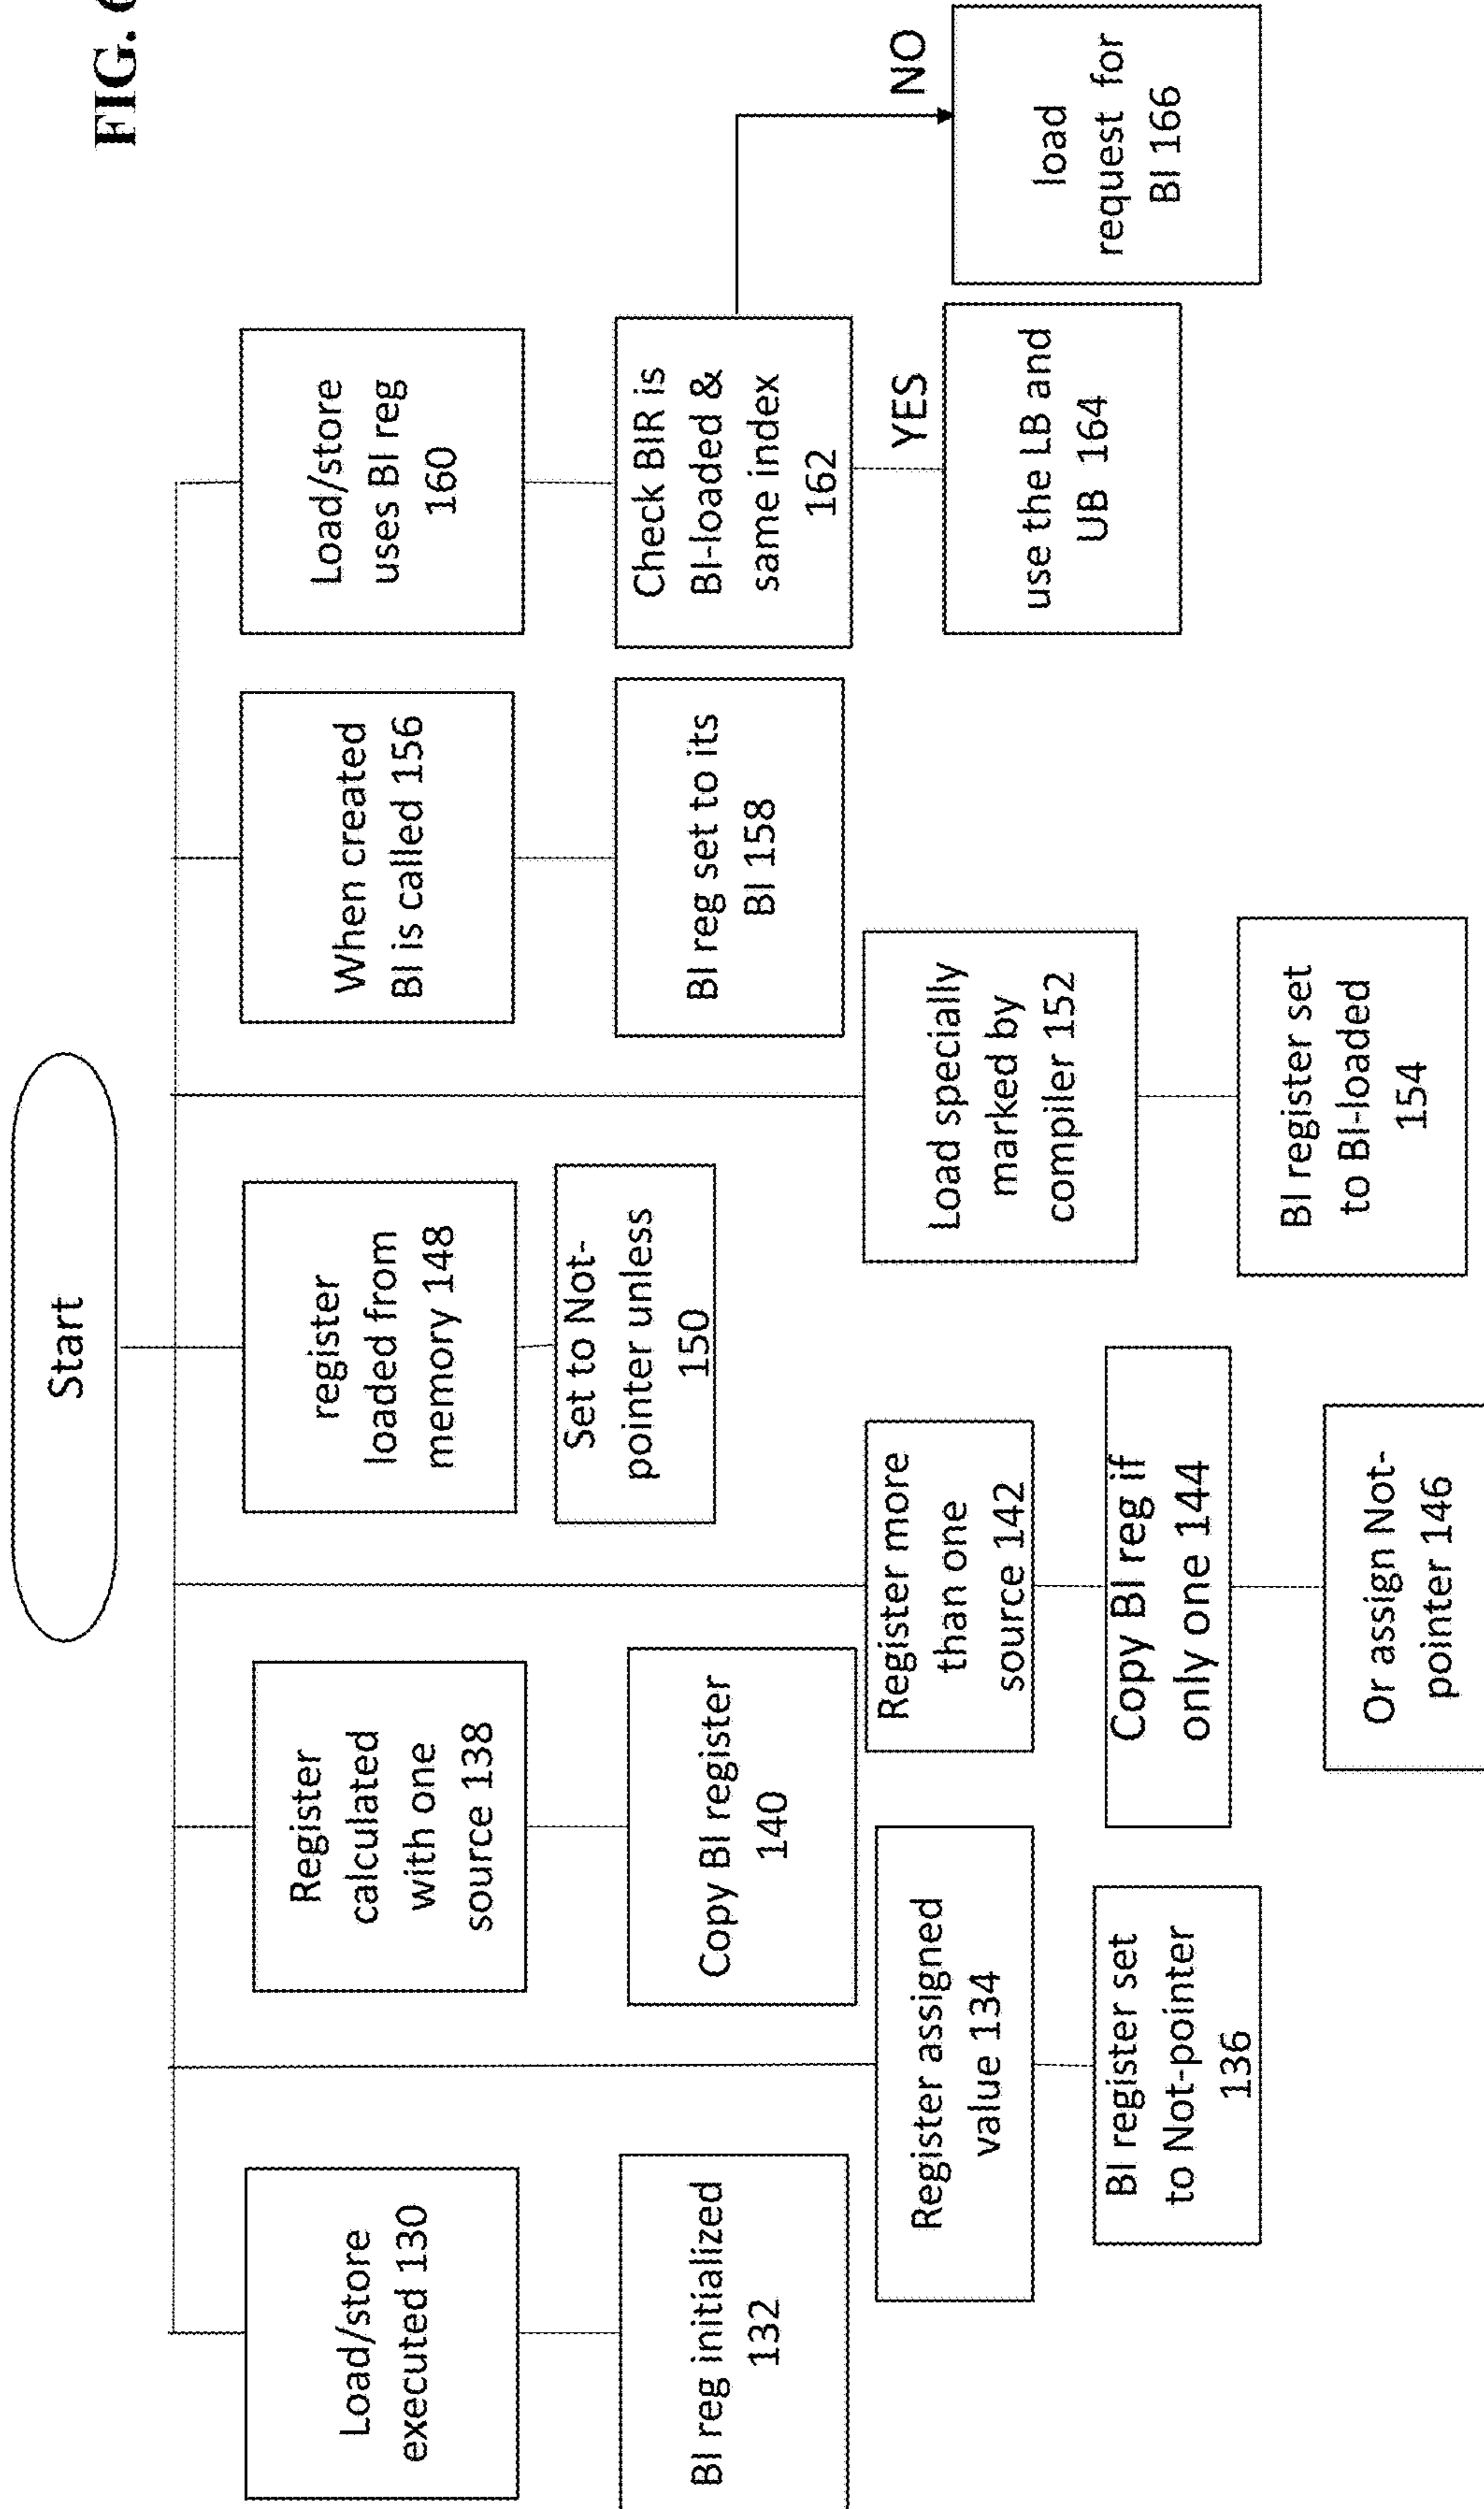 FIG.
Start
Load/store
executed 130
BI reg initialized
132
Register assigned
value 134
BI register set
to Not-pointer
136
Register
calculated
with one
source 138
Copy BI register
140
Register more
than one
source 142
Copy BI reg if
only one 144
Or assign Not-
pointer 146
register
loaded from
memory 148
Set to Not-
pointer unless
150
Load specially
marked by
compiler 152
BI register set
to BI-loaded
154
When created
BI is called 156
BI reg set to its
BI 158
Load/store
uses BI reg
160
Check BIR is
BI-loaded &
same index
162
YES
NO
use the LB and
UB 164
load
request for
BI 166